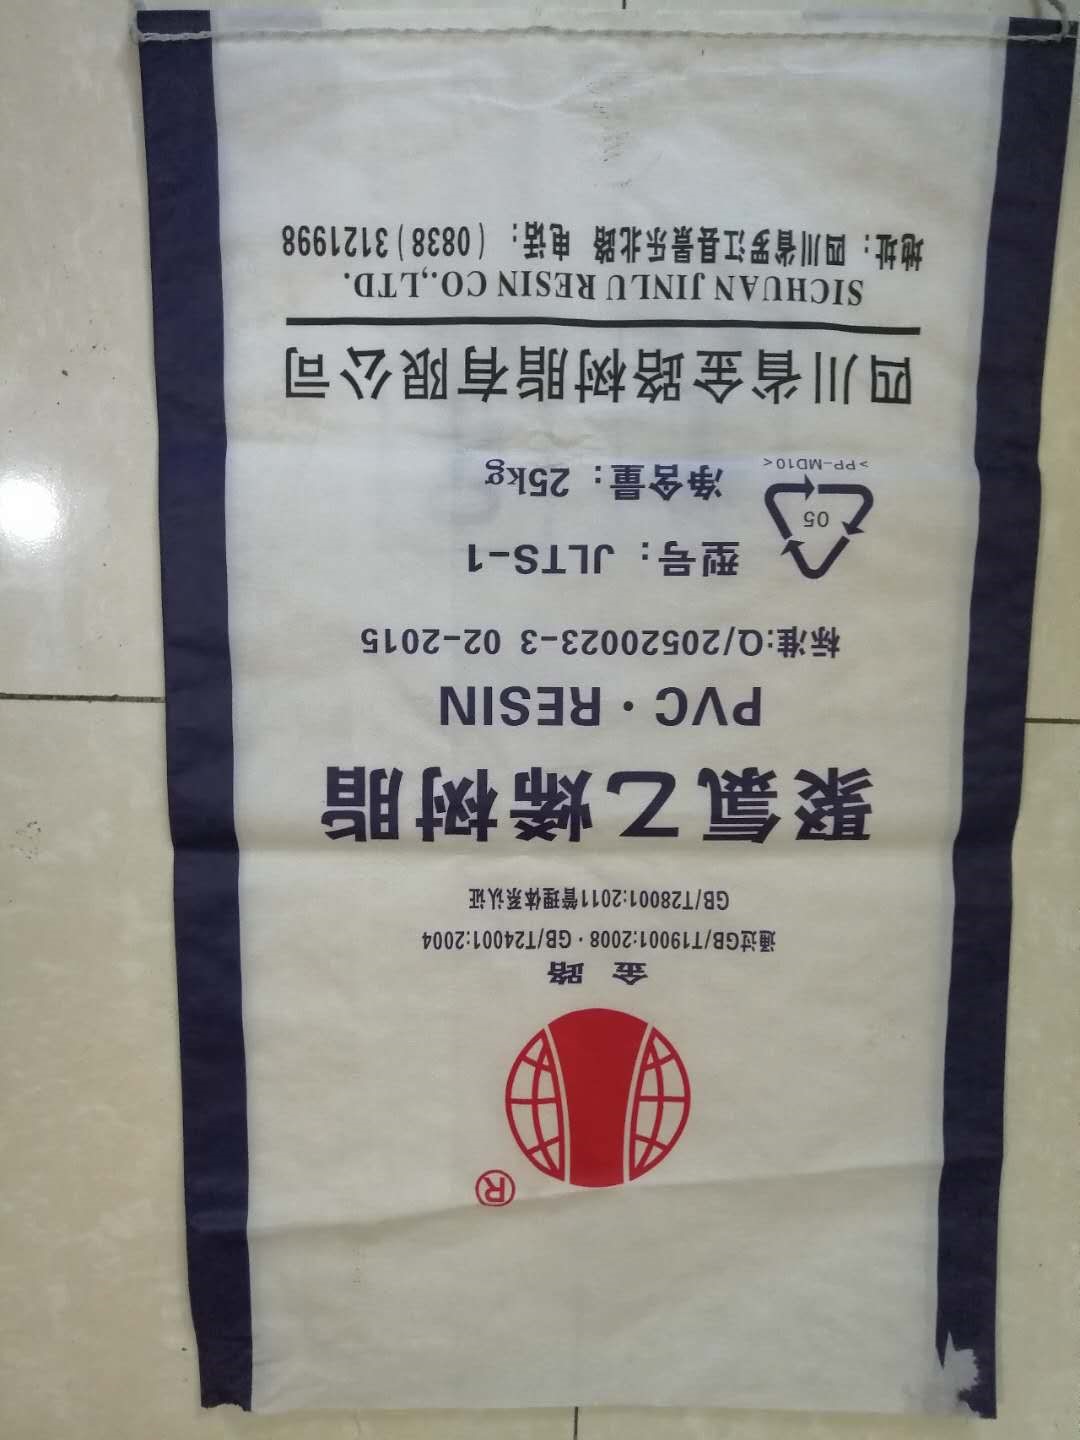 ®
金路
通过GB/T19001:2008·GB/T24001:2004
GB/T28001:2011管理体系认证
聚氯乙烯树脂
PVC·RESIN
标准:Q/20520023-3 02-2015
型号：JLTS-1
05
净含量：25kg
>PP-MD10<
四川省金路树脂有限公司
SICHUAN JINLU RESIN CO.,LTD.
地址：四川省罗江县景乐北路 电话：(0838)3121998